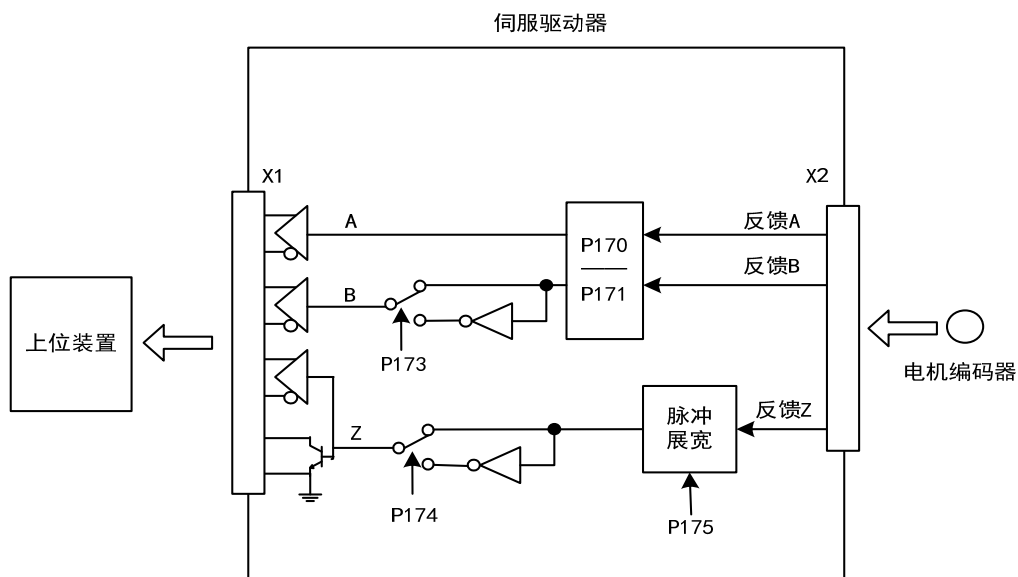 伺服驱动器
X1
X2
A
反馈A
P170
反馈B
B
P171
上位装置
P173
电机编码器
反馈Z
脉冲
展宽
Z
P174
P175